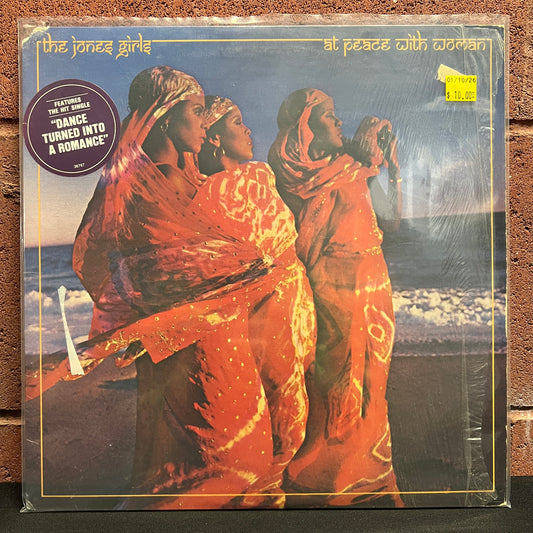 the jones girls
at peace with woman
01/10/26
$ 10.00
FEATURES
THE HIT SINGLE
"DANCE
TURNED INTO
A ROMANCE"
36767